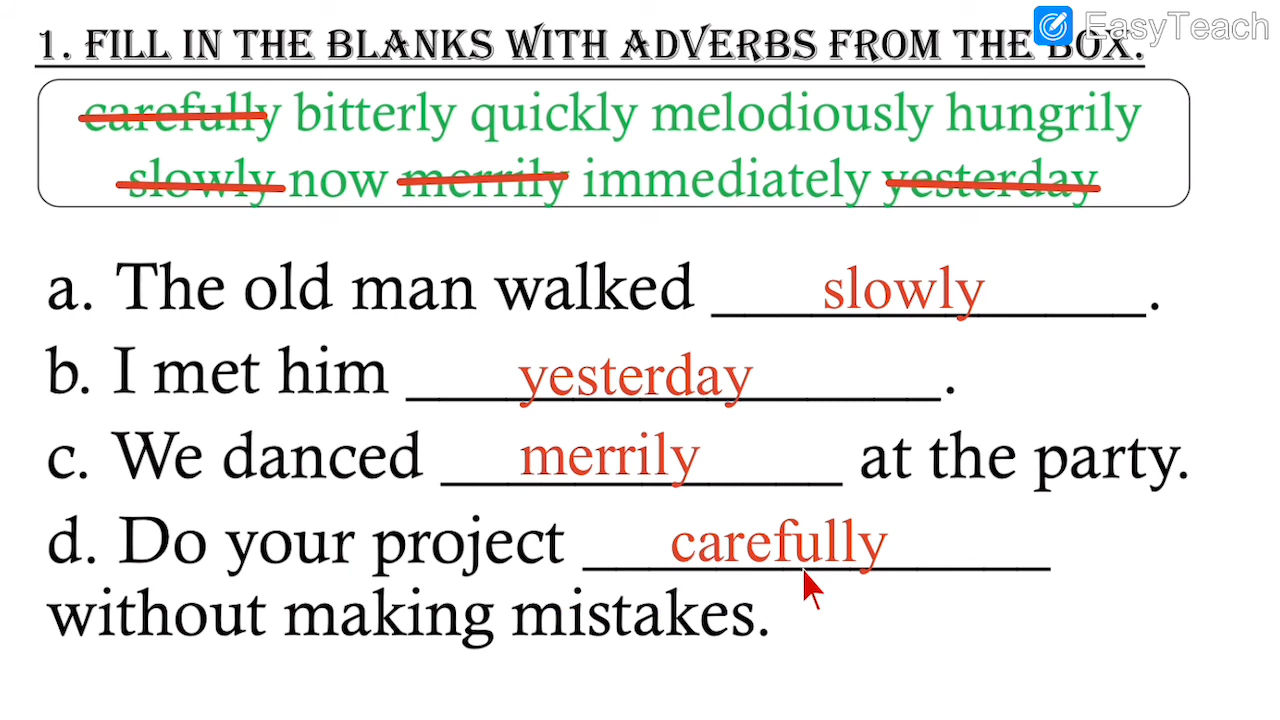 1. FILL IN THE BLANKS WITH ADVERBS FROM THE BOX.
EasyTeach
carefully bitterly quickly melodiously hungrily
slowly now merrily immediately yesterday
a. The old man walked slowly.
b. I met him yesterday.
c. We danced merrily at the party.
d. Do your project carefully
without making mistakes.